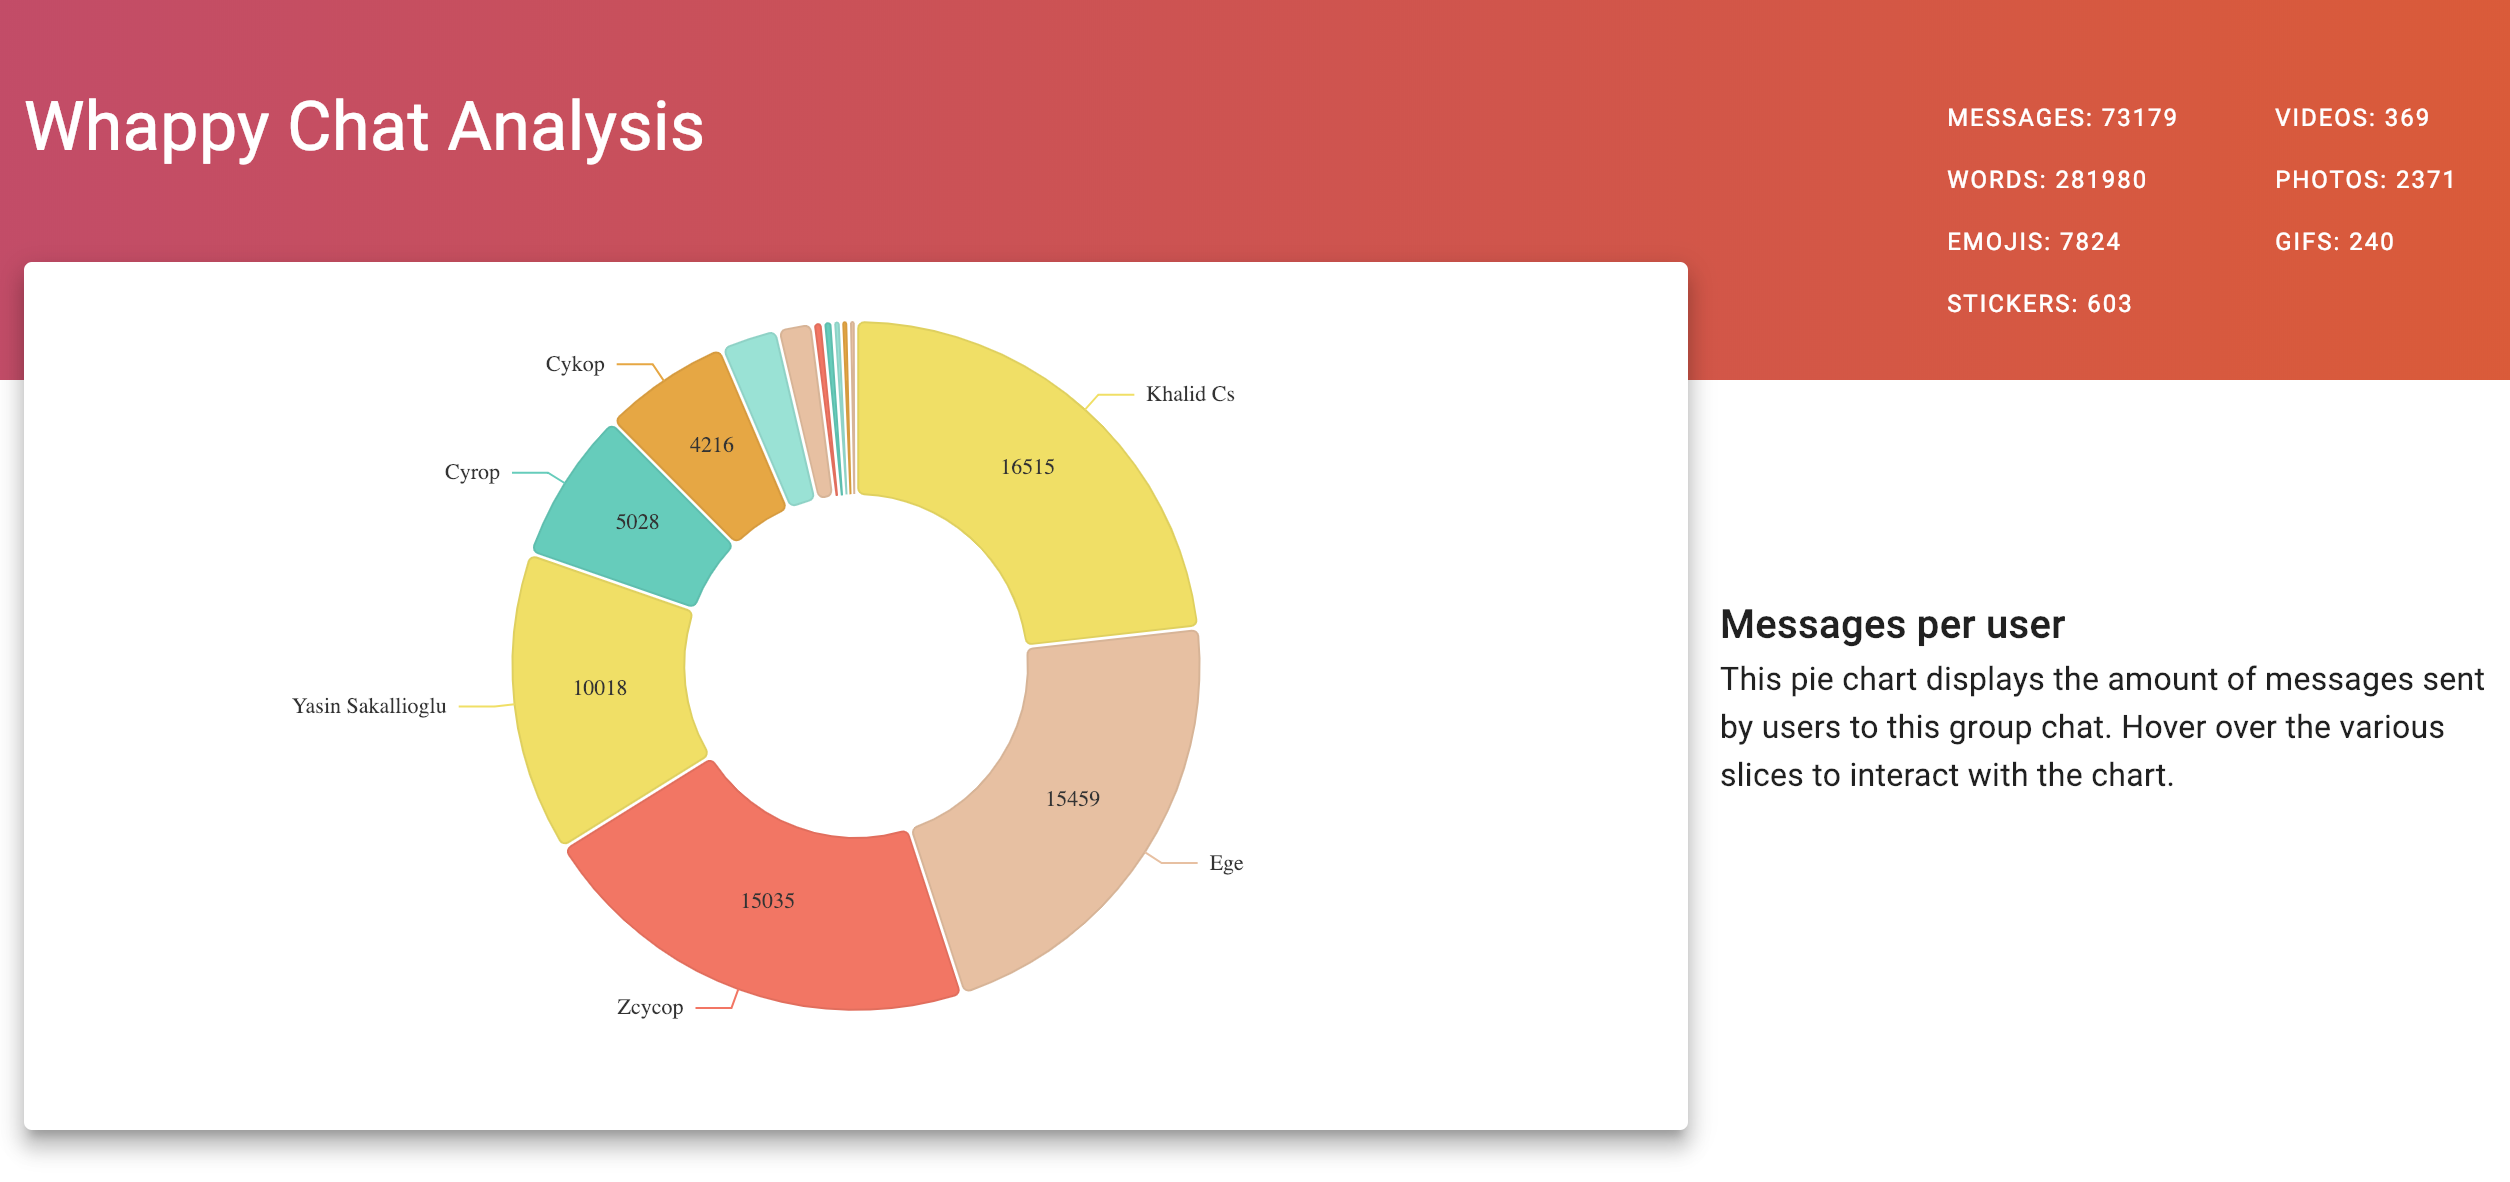 Whappy Chat Analysis
MESSAGES: 73179
VIDEOS: 369
WORDS: 281980
PHOTOS: 2371
EMOJIS: 7824
GIFS: 240
STICKERS: 603
Cykop
Khalid Cs
4216
16515
Cyrop
5028
10018
Yasin Sakallioglu
15459
Ege
15035
Zcycop
Messages per user
This pie chart displays the amount of messages sent
by users to this group chat. Hover over the various
slices to interact with the chart.